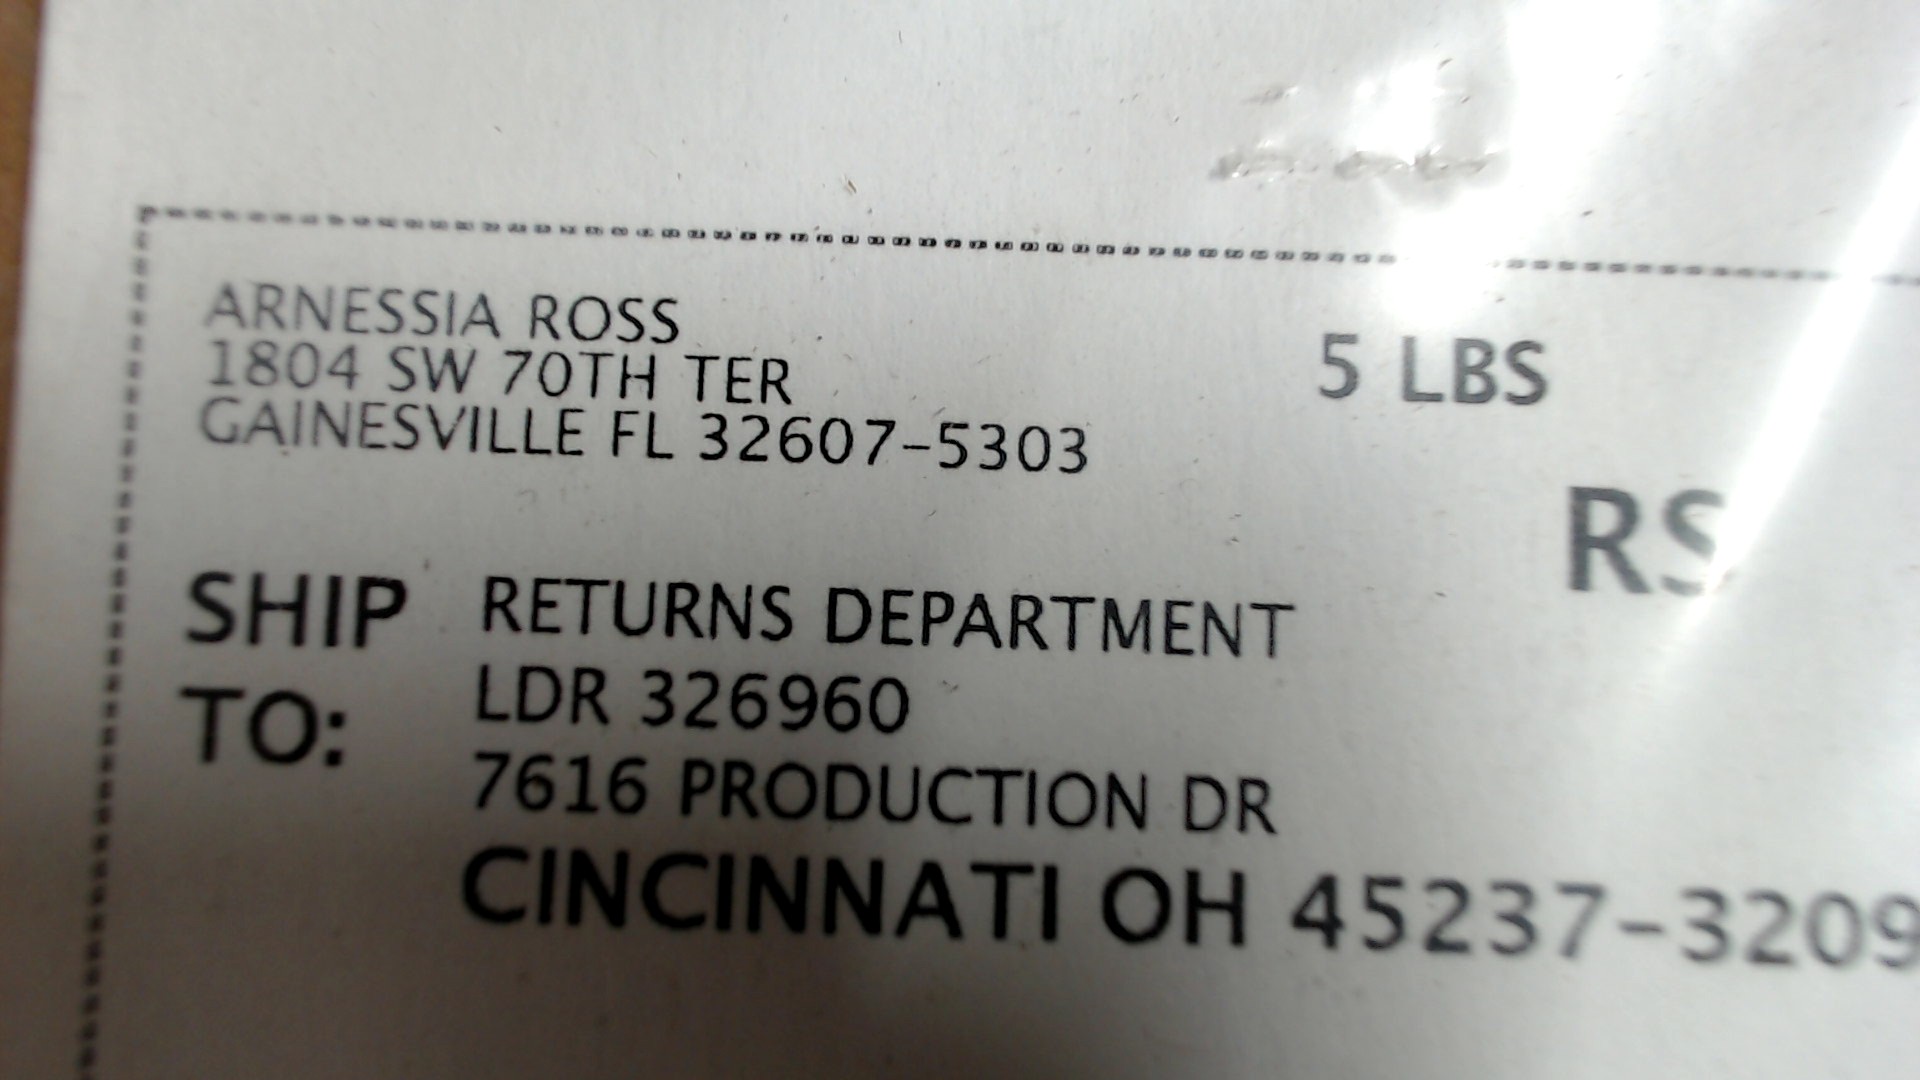 ARNESSIA ROSS
1804 SW 70TH TER
GAINESVILLE FL 32607-5303
5 LBS
RS
SHIP TO:
RETURNS DEPARTMENT
LDR 326960
7616 PRODUCTION DR
CINCINNATI OH 45237-3209